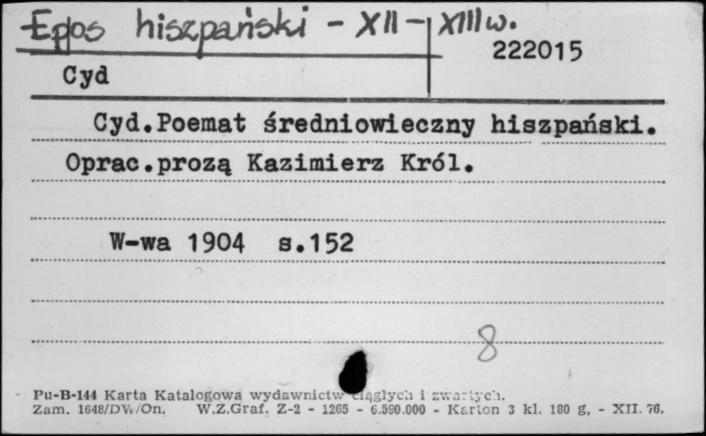 Epos hiszpański - XII - XIII w.
222015
Cyd
Cyd.Poemat średniowieczny hiszpański.
Oprac.prozą Kazimierz Król.
W-wa 1904 s.152
8
Pu-B-144 Karta Katalogowa wydawnictw ciągłych i zwartych.
Zam. 1648/DW/On. W.Z.Graf. Z-2 - 1265 - 6.590.000 - Karton 3 kl. 180 g, - XII. 76.